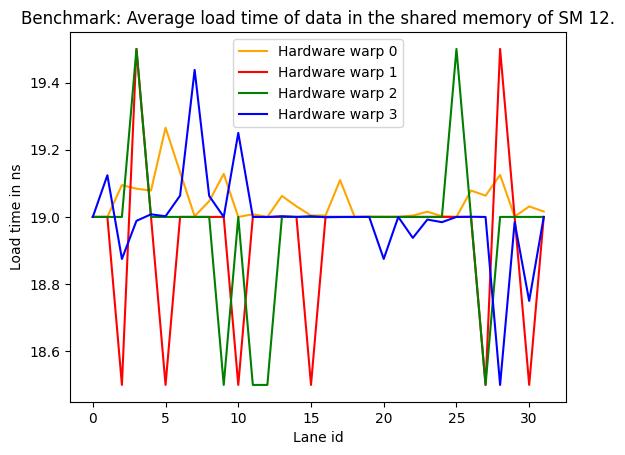 Benchmark: Average load time of data in the shared memory of SM 12.
Hardware warp 0
Hardware warp 1
Hardware warp 2
Hardware warp 3
19.4
19.2
19.0
18.8
18.6
Load time in ns
0 5 10 15 20 25 30
Lane id